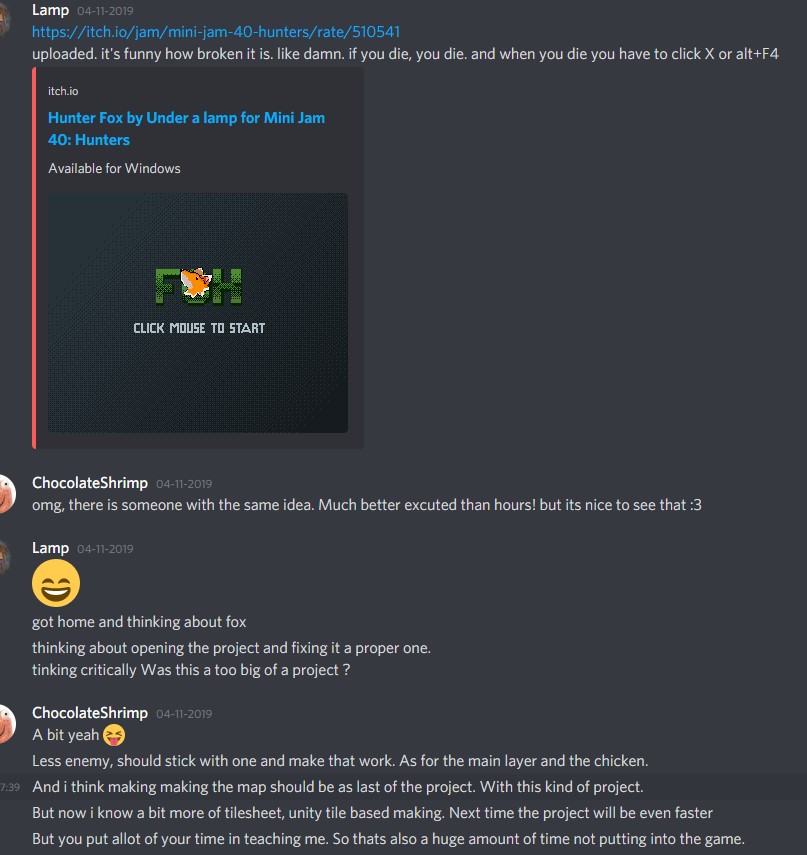 Lamp 04-11-2019
https://itch.io/jam/mini-jam-40-hunters/rate/510541
uploaded. it's funny how broken it is. like damn. if you die, you die. and when you die you have to click X or alt+F4
itch.io
Hunter Fox by Under a lamp for Mini Jam
40: Hunters
Available for Windows
FOX
CLICK MOUSE TO START
ChocolateShrimp 04-11-2019
omg, there is someone with the same idea. Much better excuted than hours! but its nice to see that :3
Lamp 04-11-2019
got home and thinking about fox
thinking about opening the project and fixing it a proper one.
tinking critically Was this a too big of a project ?
ChocolateShrimp 04-11-2019
A bit yeah
Less enemy, should stick with one and make that work. As for the main layer and the chicken.
7:39 And i think making making the map should be as last of the project. With this kind of project.
But now i know a bit more of tilesheet, unity tile based making. Next time the project will be even faster
But you put allot of your time in teaching me. So thats also a huge amount of time not putting into the game.